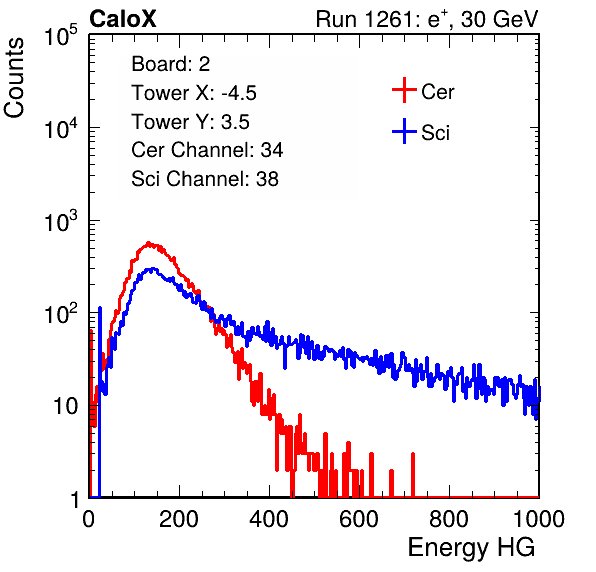 CaloX Run 1261: e⁺, 30 GeV
Counts
Board: 2
Tower X: -4.5
Tower Y: 3.5
Cer Channel: 34
Sci Channel: 38
Cer
Sci
10⁵
10⁴
10³
10²
10
1
0 200 400 600 800 1000
Energy HG